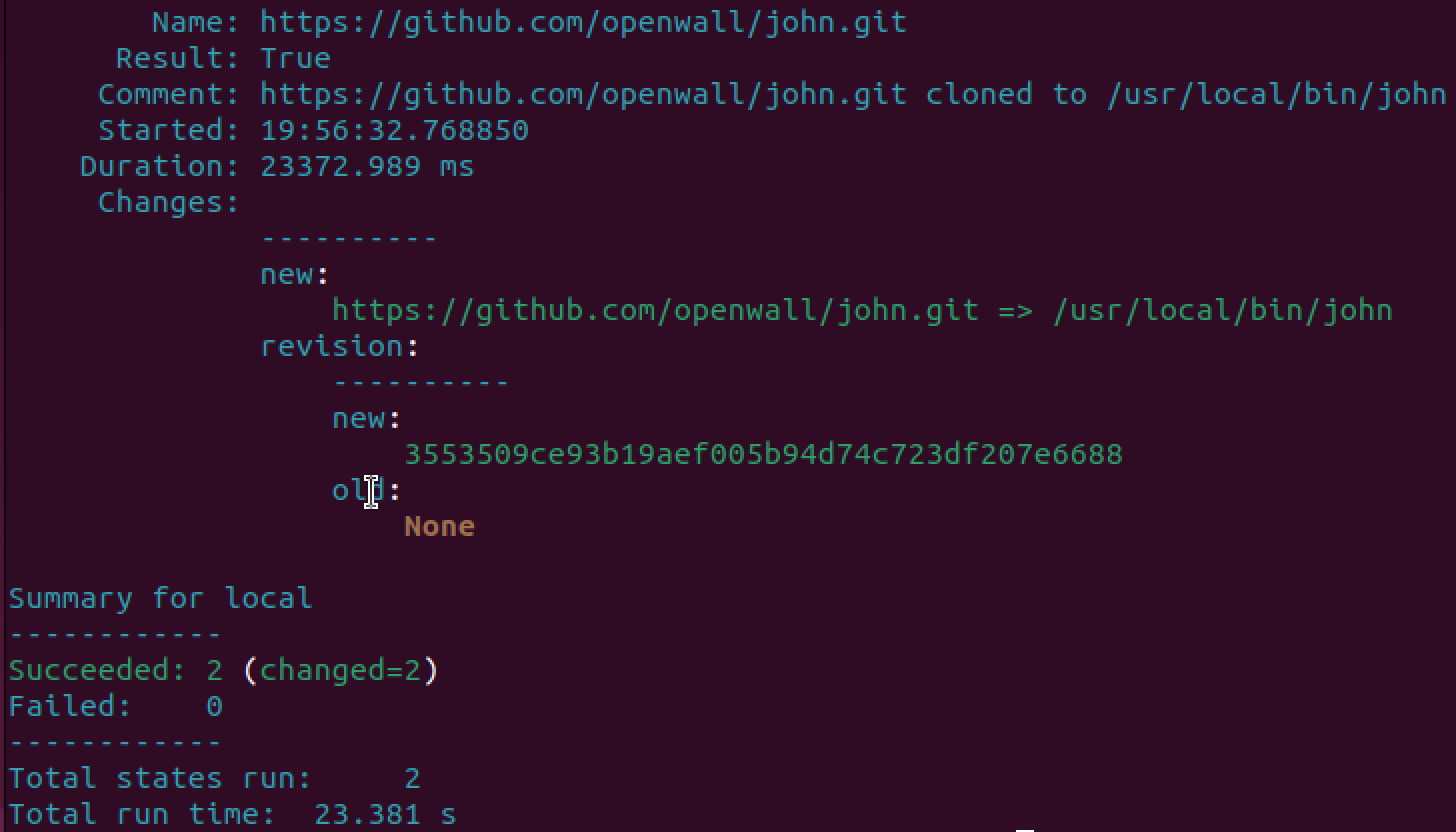 Name: https://github.com/openwall/john.git
Result: True
Comment: https://github.com/openwall/john.git cloned to /usr/local/bin/john
Started: 19:56:32.768850
Duration: 23372.989 ms
Changes:
----------
new:
https://github.com/openwall/john.git => /usr/local/bin/john
revision:
----------
new:
3553509ce93b19aef005b94d74c723df207e6688
old:
None
Summary for local
------------
Succeeded: 2 (changed=2)
Failed:    0
------------
Total states run:     2
Total run time:  23.381 s